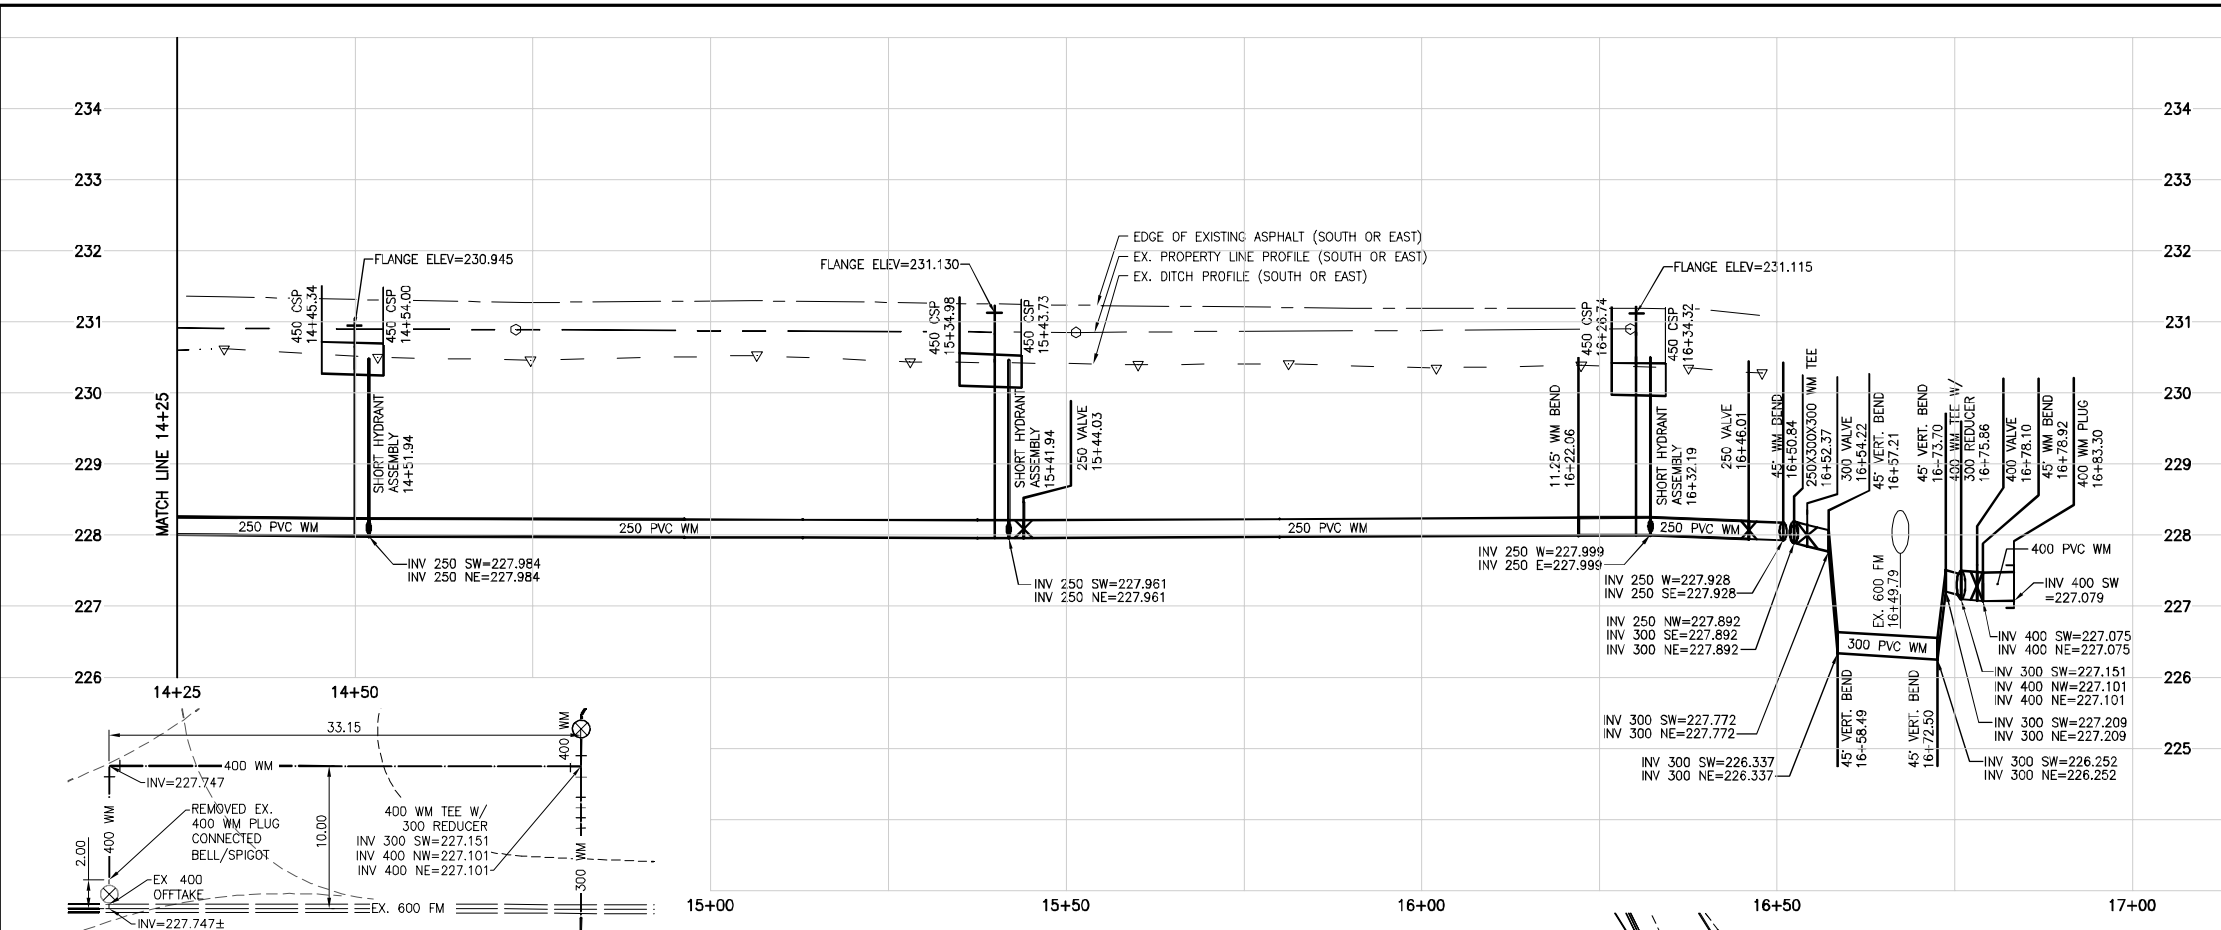 234
233
232
231
230
229
228
227
226
234
233
232
231
230
229
228
227
226
225
MATCH LINE 14+25
450 CSP
14+45.34
450 CSP
14+54.00
FLANGE ELEV=230.945
SHORT HYDRANT
ASSEMBLY
14+51.94
250 PVC WM
INV 250 SW=227.984
INV 250 NE=227.984
250 PVC WM
FLANGE ELEV=231.130
450 CSP
15+34.98
450 CSP
15+43.73
SHORT HYDRANT
ASSEMBLY
15+41.94
250 VALVE
15+44.03
INV 250 SW=227.961
INV 250 NE=227.961
EDGE OF EXISTING ASPHALT (SOUTH OR EAST)
EX. PROPERTY LINE PROFILE (SOUTH OR EAST)
EX. DITCH PROFILE (SOUTH OR EAST)
250 PVC WM
FLANGE ELEV=231.115
450 CSP
16+26.74
450 CSP
16+34.32
11.25° WM BEND
16+22.06
SHORT HYDRANT
ASSEMBLY
16+32.19
250 PVC WM
250 VALVE
16+46.01
45° WM BEND
16+50.84
250X300X300 WM TEE
16+52.37
300 VALVE
16+54.22
45° VERT. BEND
16+57.21
EX. 600 FM
16+49.79
45° VERT. BEND
16+73.70
400 WM TEE W/
300 REDUCER
16+75.86
400 VALVE
16+78.10
45° WM BEND
16+78.92
400 WM PLUG
16+83.30
400 PVC WM
INV 400 SW
=227.079
INV 250 W=227.999
INV 250 E=227.999
INV 250 W=227.928
INV 250 SE=227.928
INV 250 NW=227.892
INV 300 SE=227.892
INV 300 NE=227.892
300 PVC WM
INV 400 SW=227.075
INV 400 NE=227.075
INV 300 SW=227.151
INV 400 NW=227.101
INV 400 NE=227.101
INV 300 SW=227.772
INV 300 NE=227.772
INV 300 SW=227.209
INV 300 NE=227.209
45° VERT. BEND
16+58.49
45° VERT. BEND
16+72.50
INV 300 SW=226.337
INV 300 NE=226.337
INV 300 SW=226.252
INV 300 NE=226.252
14+25
14+50
33.15
400 WM
400 WM
INV=227.747
400 WM
REMOVED EX.
400 WM PLUG
CONNECTED
BELL/SPIGOT
2.00
10.00
400 WM TEE W/
300 REDUCER
INV 300 SW=227.151
INV 400 NW=227.101
INV 400 NE=227.101
300 WM
EX 400
OFFTAKE
EX. 600 FM
INV=227.747±
15+00
15+50
16+00
16+50
17+00